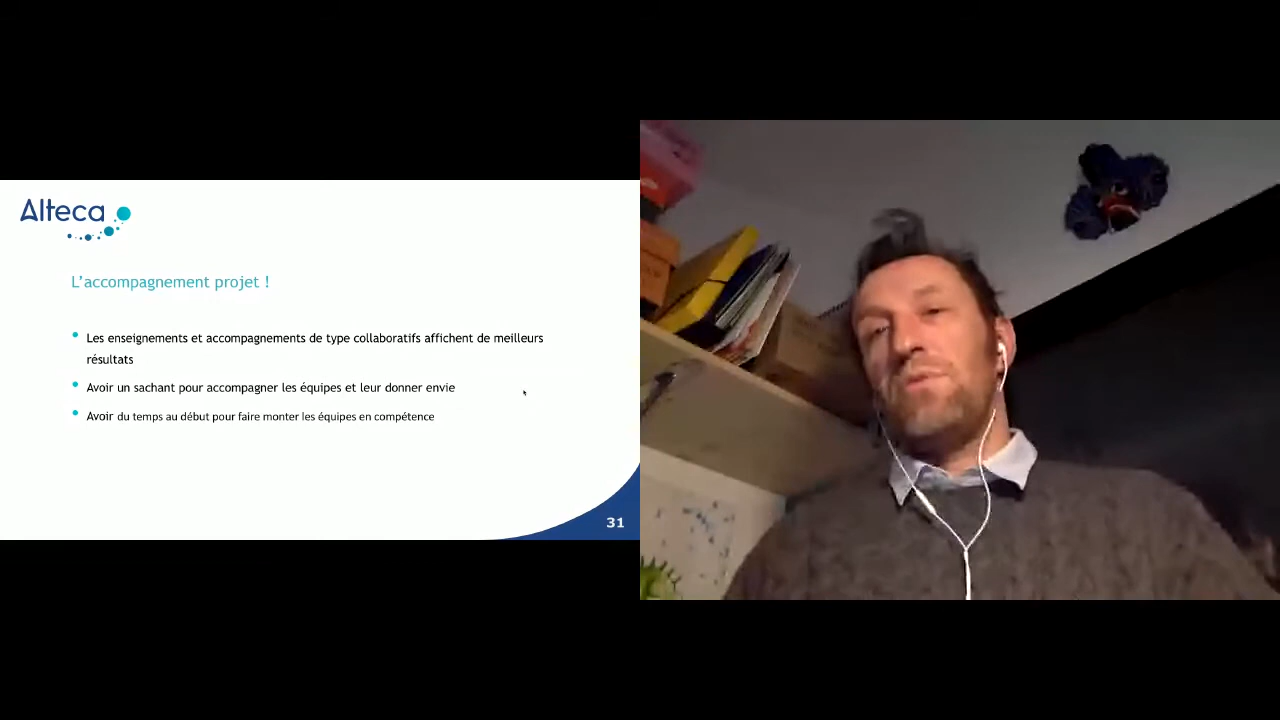 Alteca
L'accompagnement projet !
• Les enseignements et accompagnements de type collaboratifs affichent de meilleurs
résultats
• Avoir un sachant pour accompagner les équipes et leur donner envie
• Avoir du temps au début pour faire monter les équipes en compétence
31